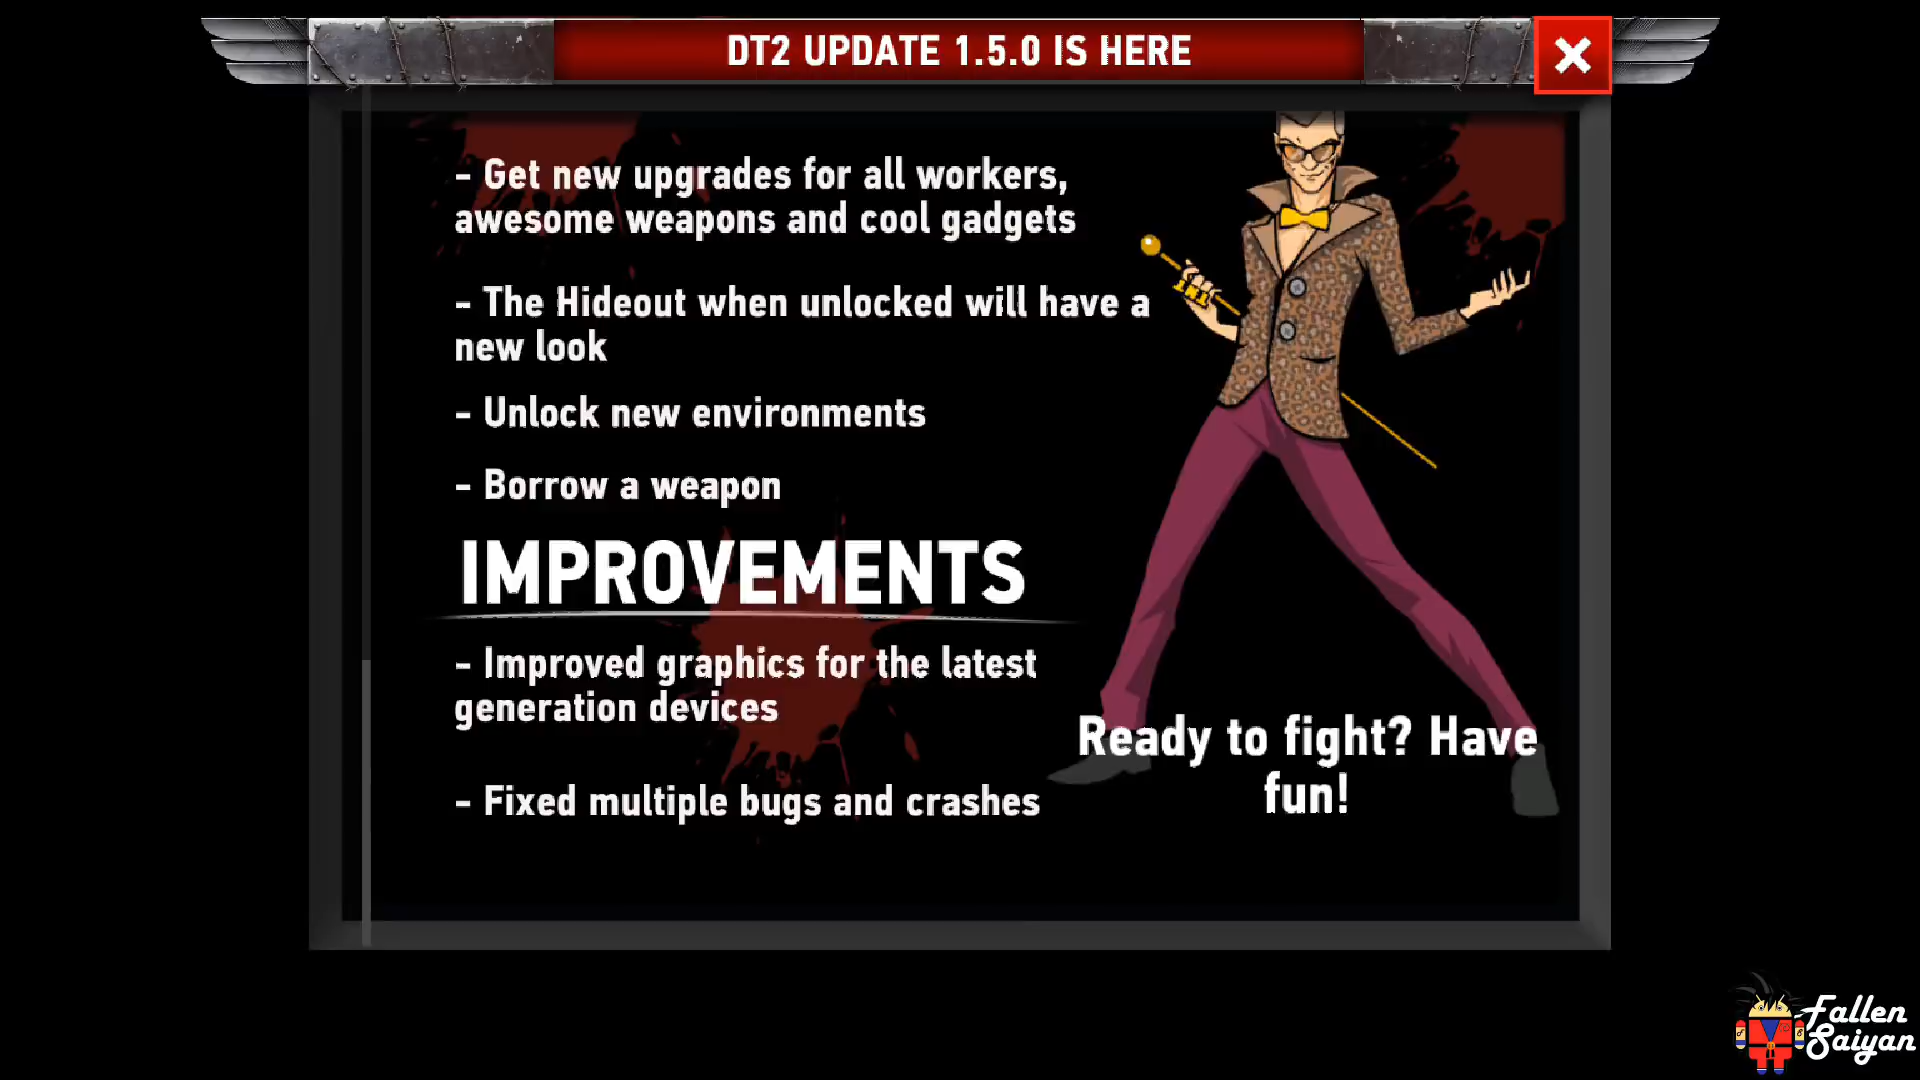 DT2 UPDATE 1.5.0 IS HERE
- Get new upgrades for all workers,
awesome weapons and cool gadgets
- The Hideout when unlocked will have a
new look
- Unlock new environments
- Borrow a weapon
IMPROVEMENTS
- Improved graphics for the latest
generation devices
- Fixed multiple bugs and crashes
Ready to fight? Have
fun!
Fallen
Saiyan